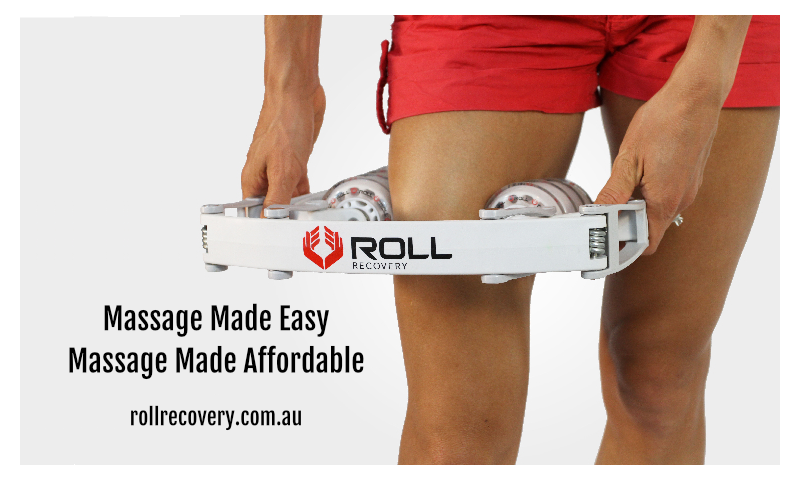 ROLL
RECOVERY
Massage Made Easy
Massage Made Affordable
rollrecovery.com.au